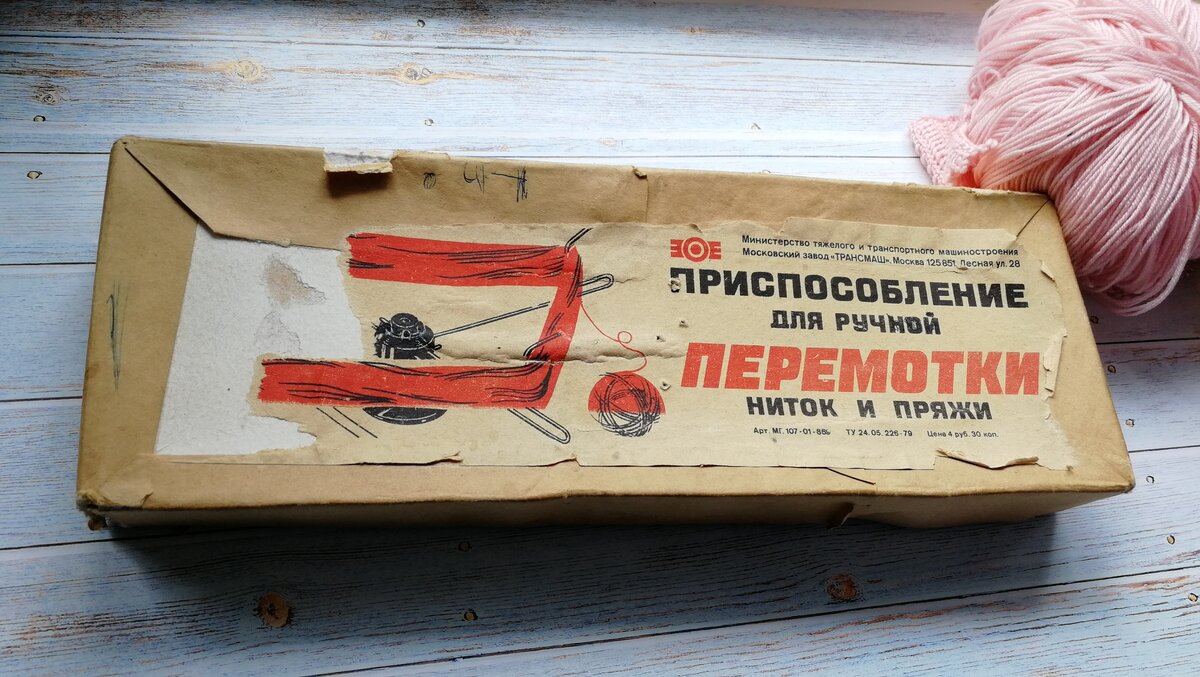 Министерство тяжелого и транспортного машиностроения
Московский завод «ТРАНСМАШ». Москва 125851, Лесная ул. 28
ПРИСПОСОБЛЕНИЕ
ДЛЯ РУЧНОЙ
ПЕРЕМОТКИ
НИТОК И ПРЯЖИ
Арт. МГ. 107-01- ТУ 24.05.226-79 Цена 4 руб. 30 коп.